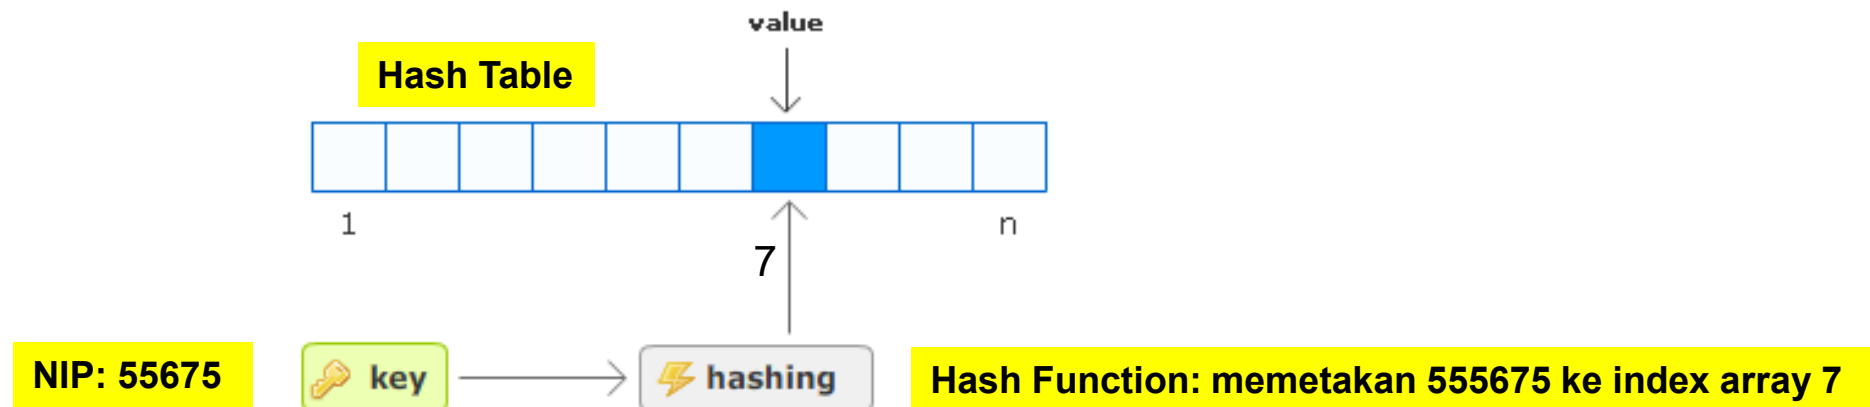 value
Hash Table
1
n
7
NIP: 55675
key
hashing
Hash Function: memetakan 555675 ke index array 7